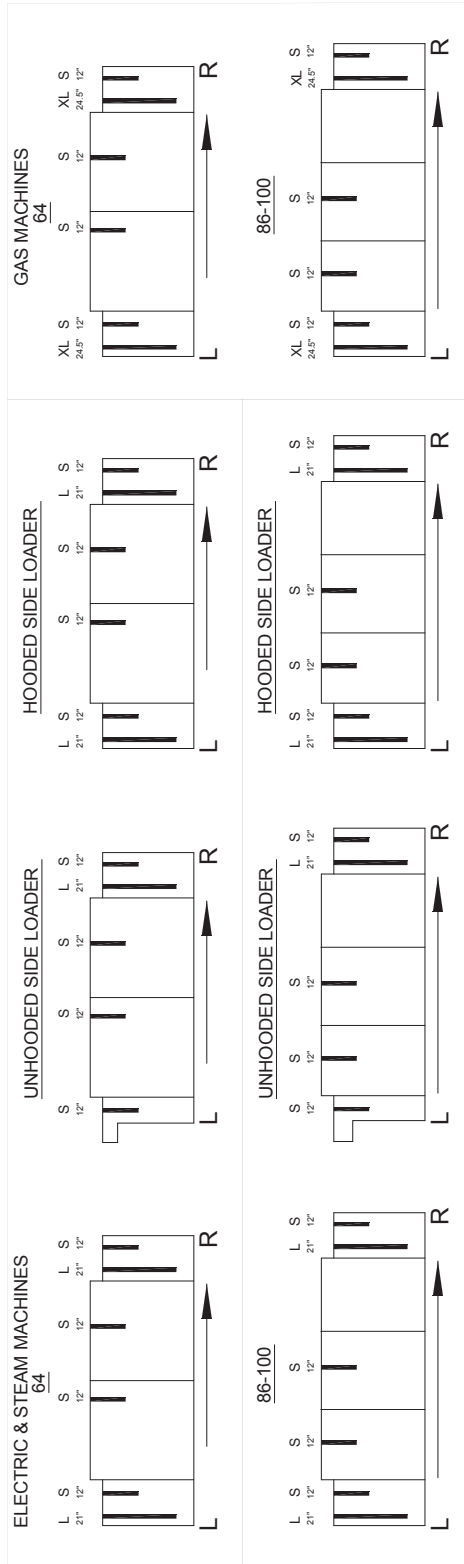 ELECTRIC & STEAM MACHINES
64
L S S S L S
21" 12" 12" 12" 21" 12"
L R
UNHOODED SIDE LOADER
S S S L S
12" 12" 12" 21" 12"
L R
HOODED SIDE LOADER
L S S S L S
21" 12" 12" 12" 21" 12"
L R
GAS MACHINES
64
XL S S S XL S
24.5" 12" 12" 12" 24.5" 12"
L R
86-100
L S S S L S
21" 12" 12" 12" 21" 12"
L R
UNHOODED SIDE LOADER
S S S L S
12" 12" 12" 21" 12"
L R
HOODED SIDE LOADER
L S S S L S
21" 12" 12" 12" 21" 12"
L R
86-100
XL S S S XL S
24.5" 12" 12" 12" 24.5" 12"
L R